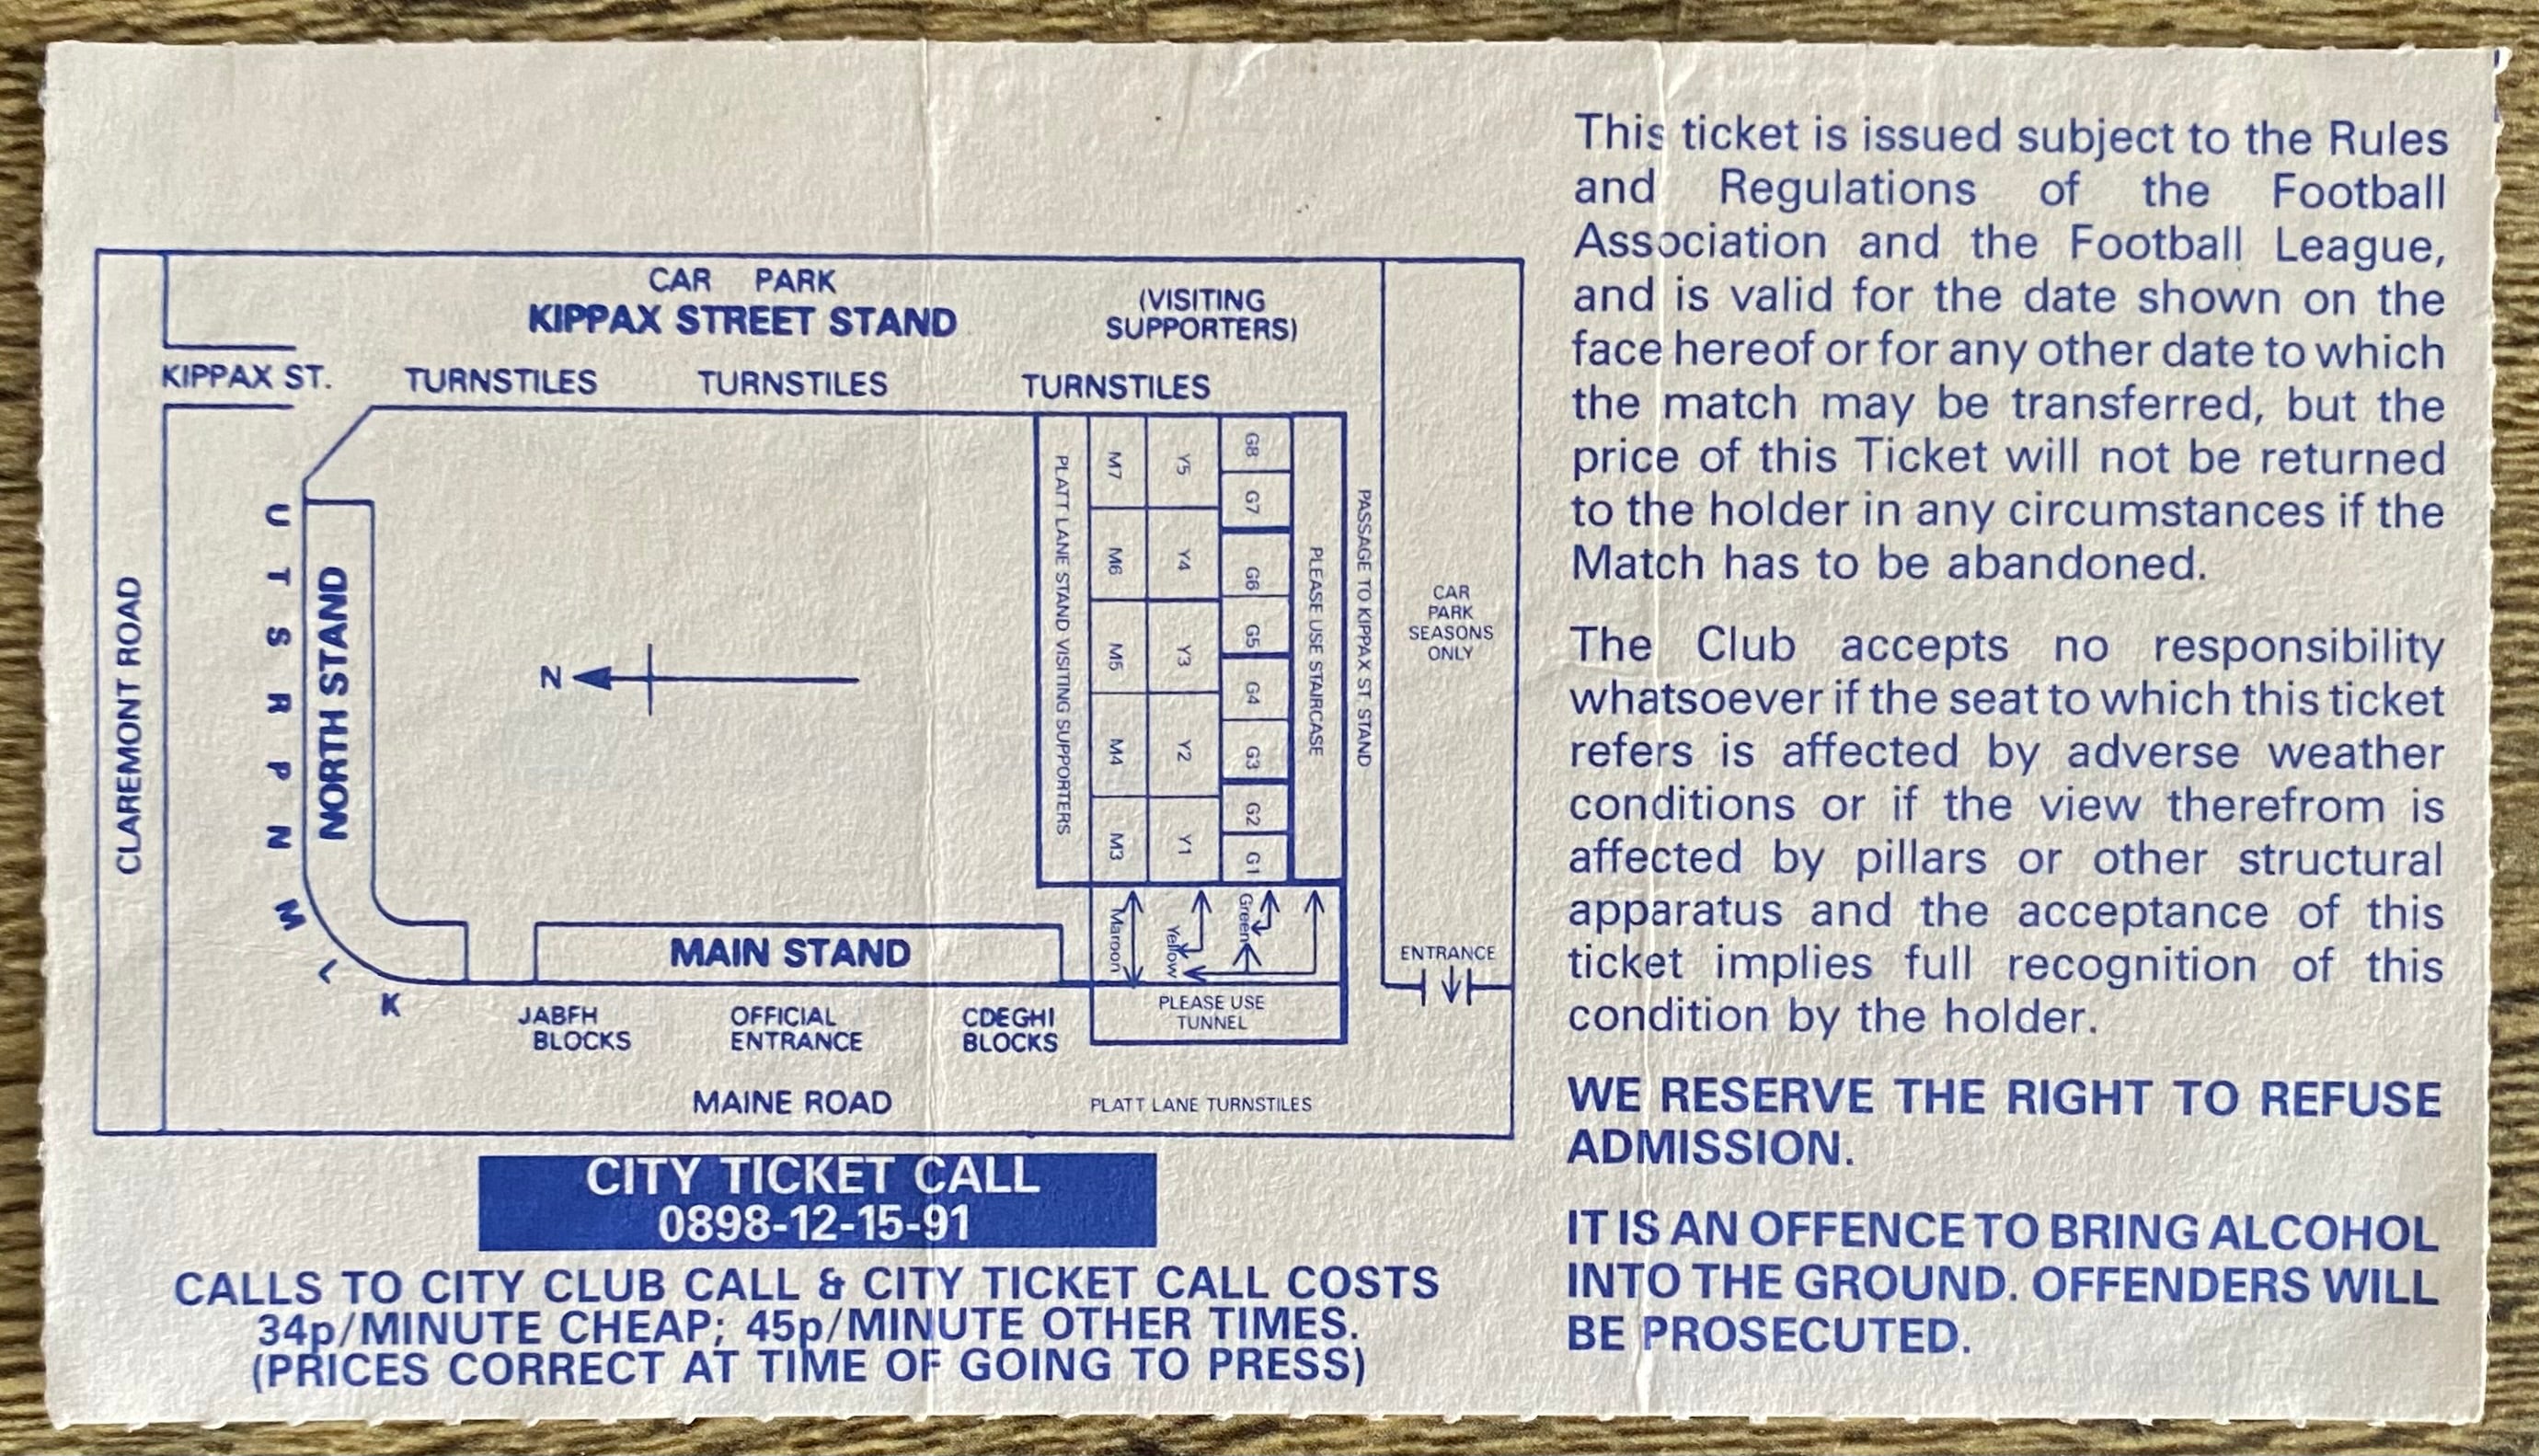 CAR PARK
KIPPAX STREET STAND
(VISITING
SUPPORTERS)
KIPPAX ST.
TURNSTILES
TURNSTILES
TURNSTILES
CLAREMONT ROAD
U
T
S
R
P
N
M
L
K
NORTH STAND
N
PLATT LANE STAND VISITING SUPPORTERS
M7
M6
M5
M4
M3
Y5
Y4
Y3
Y2
Y1
G8
G7
G6
G5
G4
G3
G2
G1
PLEASE USE STAIRCASE
PASSAGE TO KIPPAX ST. STAND
CAR
PARK
SEASONS
ONLY
ENTRANCE
Maroon
Yellow
Green
MAIN STAND
PLEASE USE
TUNNEL
JABFH
BLOCKS
OFFICIAL
ENTRANCE
CDEGHI
BLOCKS
MAINE ROAD
PLATT LANE TURNSTILES
CITY TICKET CALL
0898-12-15-91
CALLS TO CITY CLUB CALL & CITY TICKET CALL COSTS
34p/MINUTE CHEAP; 45p/MINUTE OTHER TIMES.
(PRICES CORRECT AT TIME OF GOING TO PRESS)
This ticket is issued subject to the Rules
and Regulations of the Football
Association and the Football League,
and is valid for the date shown on the
face hereof or for any other date to which
the match may be transferred, but the
price of this Ticket will not be returned
to the holder in any circumstances if the
Match has to be abandoned.
The Club accepts no responsibility
whatsoever if the seat to which this ticket
refers is affected by adverse weather
conditions or if the view therefrom is
affected by pillars or other structural
apparatus and the acceptance of this
ticket implies full recognition of this
condition by the holder.
WE RESERVE THE RIGHT TO REFUSE
ADMISSION.
IT IS AN OFFENCE TO BRING ALCOHOL
INTO THE GROUND. OFFENDERS WILL
BE PROSECUTED.